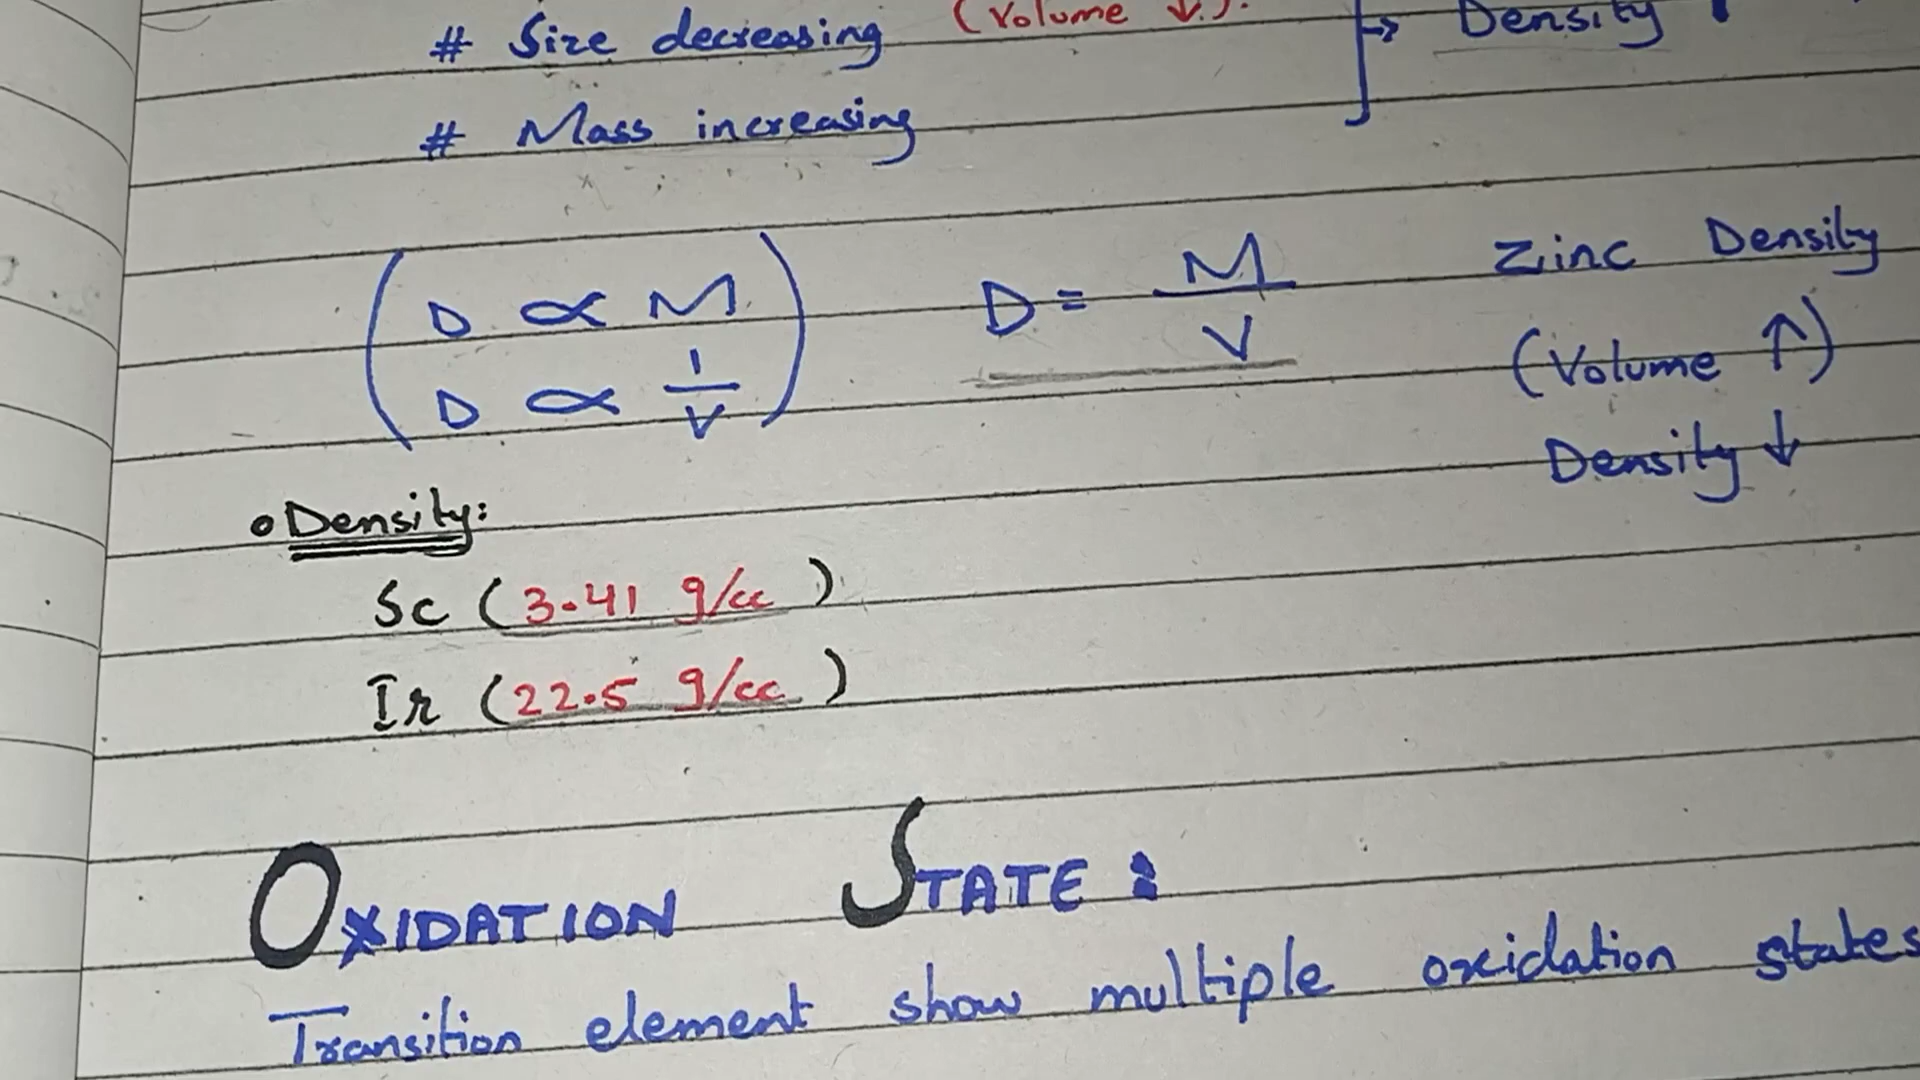 # Size decreasing (Volume ↓). → Density
# Mass increasing
D ∝ M
D ∝ 1/V
D = M/V
Zinc Density
(Volume ↑)
Density ↓
• Density:
Sc (3.41 g/cc)
Ir (22.5 g/cc)
OXIDATION STATE:
Transition element show multiple oxidation states